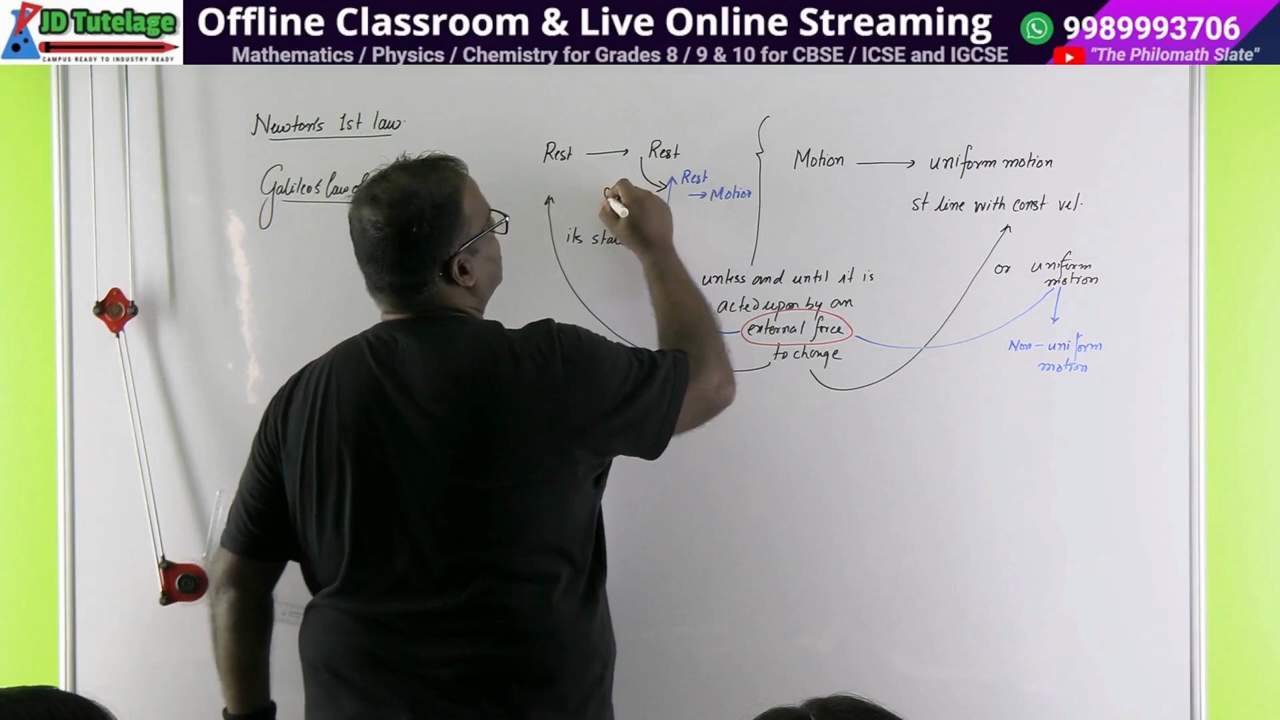 JD Tutelage
CAMPUS READY TO INDUSTRY READY
Offline Classroom & Live Online Streaming
Mathematics / Physics / Chemistry for Grades 8 / 9 & 10 for CBSE / ICSE and IGCSE
9989993706
"The Philomath Slate"
Newton's 1st law.
Galileo's law
Rest → Rest
Rest
→ Motion
its
Motion → uniform motion
st line with const vel.
or uniform
motion
unless and until it is
acted upon by an
external force
to change
Non-uniform
motion